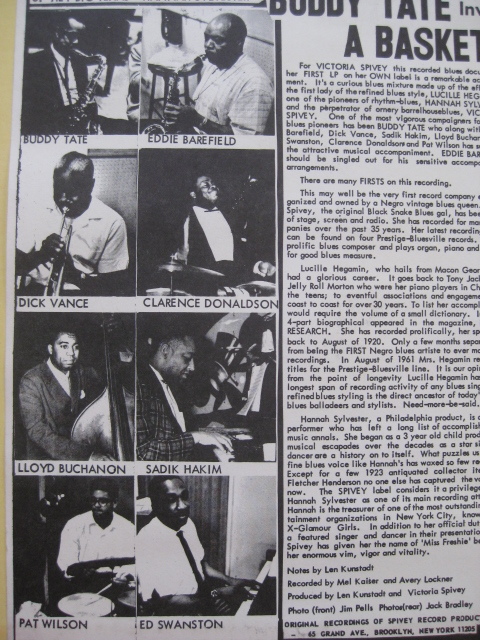 BUDDY TATE Inv
A BASKET
BUDDY TATE
EDDIE BAREFIELD
DICK VANCE
CLARENCE DONALDSON
LLOYD BUCHANON
SADIK HAKIM
PAT WILSON
ED SWANSTON
For VICTORIA SPIVEY this recorded blues docu
her FIRST LP on her OWN label is a remarkable ac
ment. It's a curious blues mixture made up of the eff
the first lady of the refined blues style, LUCILLE HEG
one of the pioneers of rhythm-blues, HANNAH SYLV
and the perpetrator of ornery barrelhouseblues, VIC
SPIVEY. One of the most vigorous campaigners fo
blues pioneers has been BUDDY TATE who along with
Barefield, Dick Vance, Sadik Hakim, Lloyd Buchan
Swanston, Clarence Donaldson and Pat Wilson has s
the attractive musical accompaniment. EDDIE BAR
should be singled out for his sensitive accompa
arrangements.
There are many FIRSTS on this recording.
This may well be the very first record company e
ganized and owned by a Negro vintage blues queen.
Spivey, the original Black Snake Blues gal, has bee
of stage, screen and radio. She has recorded for ma
panies over the past 35 years. Her latest recording
can be found on four Prestige-Bluesville records.
prolific blues composer and plays organ, piano and
for good blues measure.
Lucille Hegamin, who hails from Macon Geor
had a glorious career. It goes back to Tony Jack
Jelly Roll Morton who were her piano players in Ch
the teens; to eventful associations and engageme
coast to coast for over 30 years. To list her accompl
would require the volume of a small dictionary. I
4-part biographical appeared in the magazine,
RESEARCH. She has recorded prolifically, her sp
back to August of 1920. Only a few months separ
from being the FIRST Negro blues artist to ever ma
recordings. In August of 1961 Mrs. Hegamin re
titles for the Prestige-Bluesville line. It is our opin
from the point of longevity Lucille Hegamin has
longest span of recording activity of any blues sing
refined blues styling is the direct ancestor of today'
blues balladeers and stylists. Need-more-be-said.
Hannah Sylvester, a Philadelphia product, is a
performer who has left a long list of accomplis
music annals. She began as a 3 year old child prod
musical escapades over the decades as a star si
dancer are a history on to itself. What puzzles us
fine blues voice like Hannah's has waxed so few re
Except for a few 1923 antiquated collector ite
Fletcher Henderson no one else has captured the vo
now. The SPIVEY label considers it a privilege
Hannah Sylvester as one of its main recording att
Hannah is the treasurer of one of the most outstandin
tainment organizations in New York City, know
X-Glamour Girls. In addition to her official dut
a featured singer and dancer in their presentatio
Spivey has given her the name of 'Miss Freshie' be
her enormous vim, vigor and vitality.
Notes by Len Kunstadt
Recorded by Mel Kaiser and Avery Lockner
Produced by Len Kunstadt and Victoria Spivey
Photo (front) Jim Pells Photos(rear) Jack Bradley
ORIGINAL RECORDINGS OF SPIVEY RECORD PRODUC
65 GRAND AVE. BROOKLYN, NEW YORK 11205